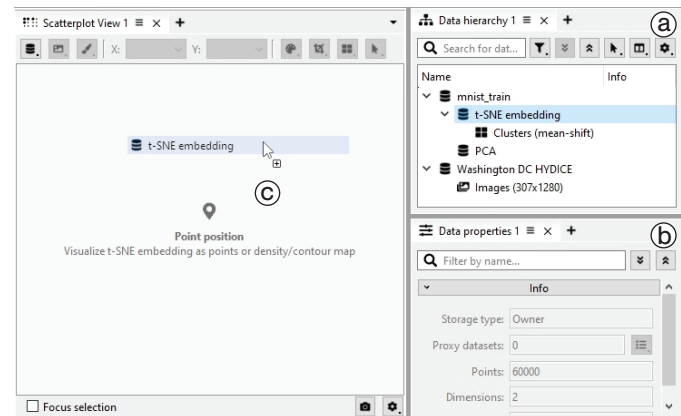 Scatterplot View 1
X:
Y:
t-SNE embedding
c
Point position
Visualize t-SNE embedding as points or density/contour map
Focus selection
Data hierarchy 1
a
Search for dat...
Name Info
mnist_train
t-SNE embedding
Clusters (mean-shift)
PCA
Washington DC HYDICE
Images (307x1280)
Data properties 1
b
Filter by name...
Info
Storage type: Owner
Proxy datasets: 0
Points: 60000
Dimensions: 2